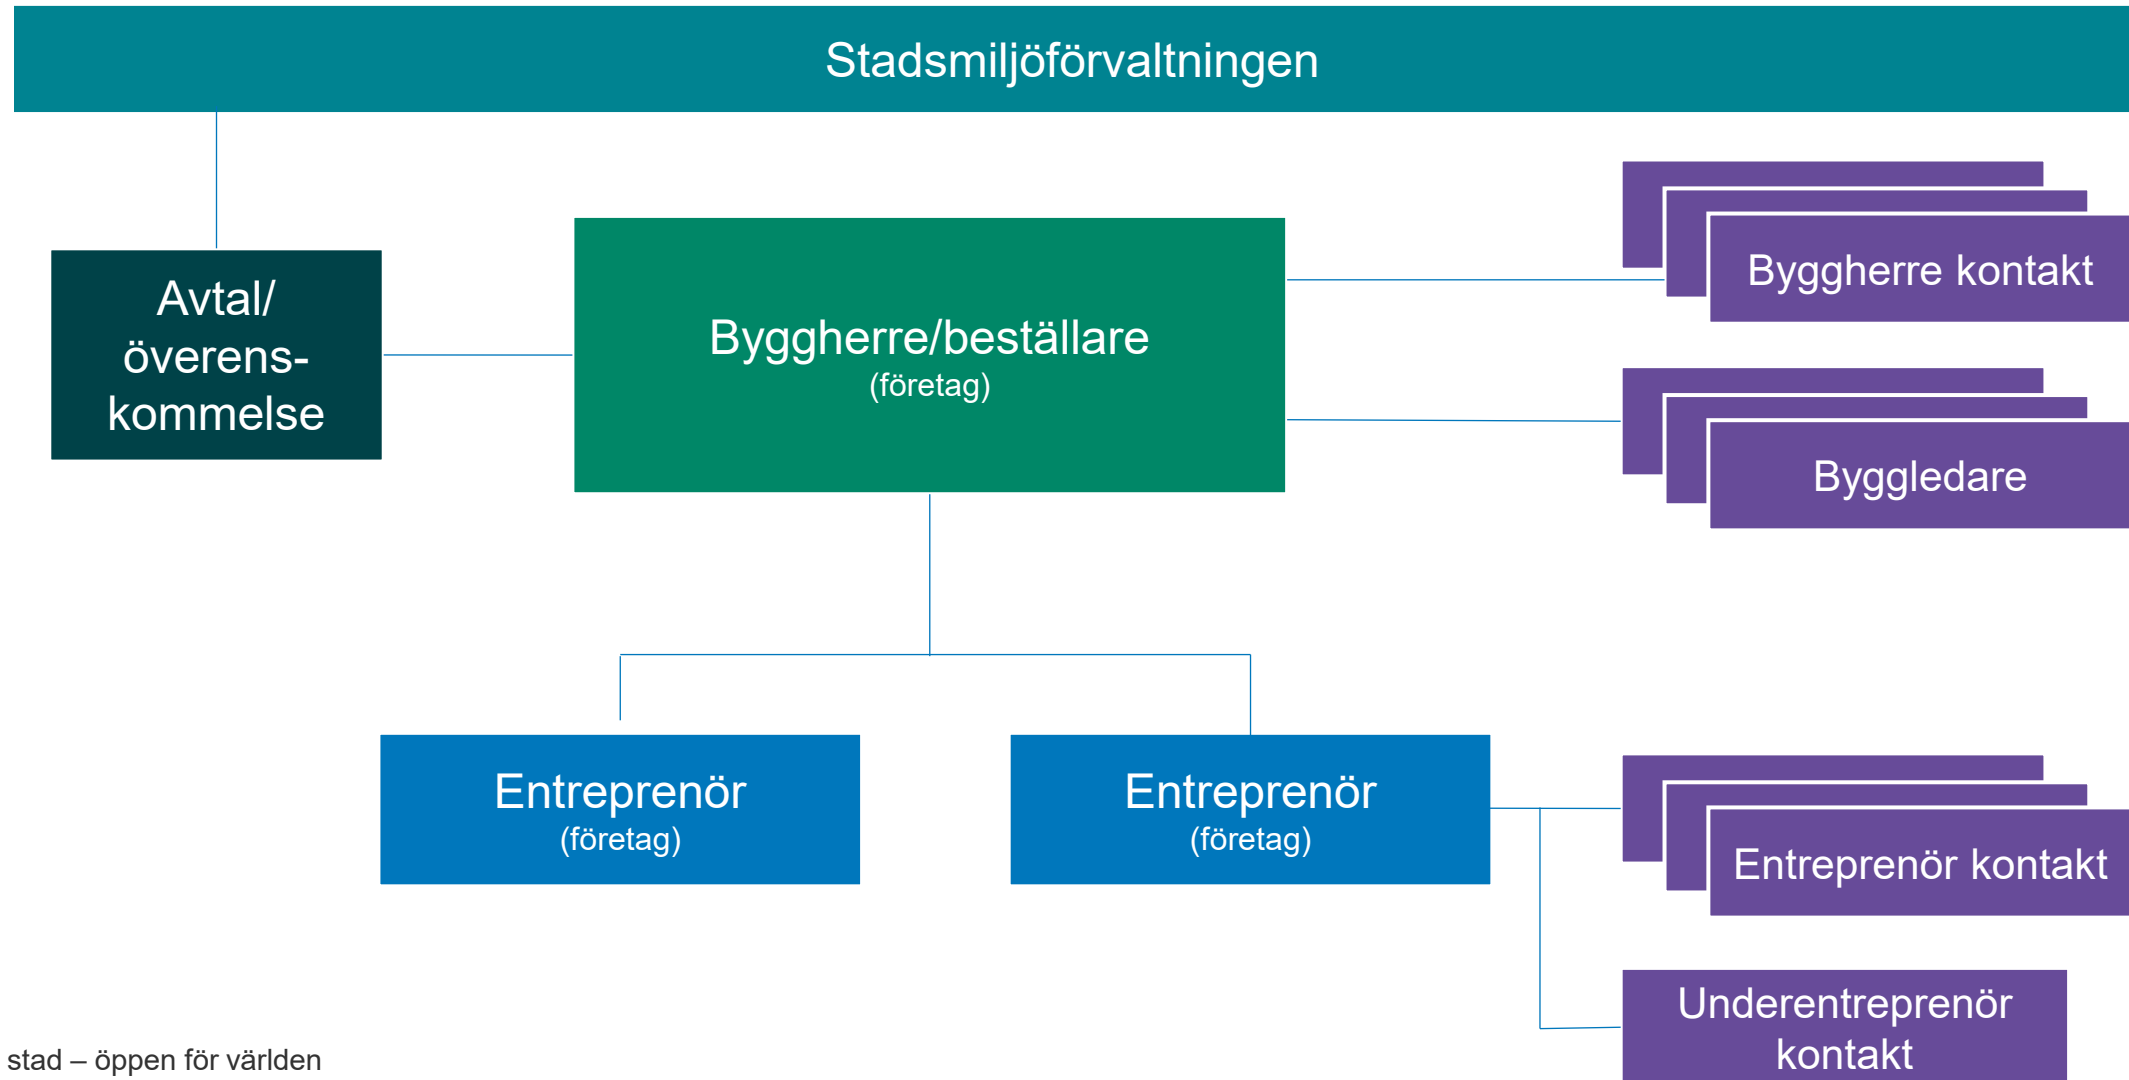 Stadsmiljöförvaltningen
Avtal/
överens-
kommelse
Byggherre/beställare
(företag)
Byggherre kontakt
Byggledare
Entreprenör
(företag)
Entreprenör
(företag)
Entreprenör kontakt
Underentreprenör
kontakt
stad – öppen för världen